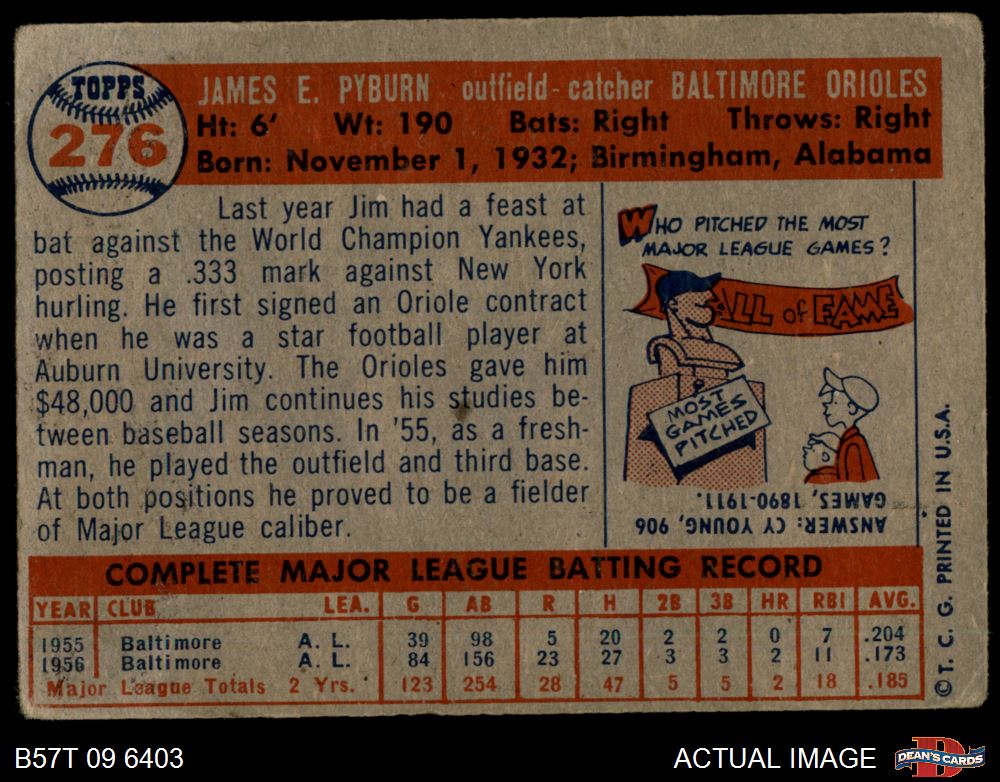 TOPPS
276
JAMES E. PYBURN outfield-catcher BALTIMORE ORIOLES
Ht: 6' Wt: 190 Bats: Right Throws: Right
Born: November 1, 1932; Birmingham, Alabama
Last year Jim had a feast at
bat against the World Champion Yankees,
posting a .333 mark against New York
hurling. He first signed an Oriole contract
when he was a star football player at
Auburn University. The Orioles gave him
$48,000 and Jim continues his studies be-
tween baseball seasons. In '55, as a fresh-
man, he played the outfield and third base.
At both positions he proved to be a fielder
of Major League caliber.
WHO PITCHED THE MOST
MAJOR LEAGUE GAMES?
ALL of FAME
MOST
GAMES
PITCHED
ANSWER: CY YOUNG, 906
GAMES, 1890-1911.
COMPLETE MAJOR LEAGUE BATTING RECORD
YEAR CLUB LEA. G AB R H 2B 3B HR RBI AVG.
1955 Baltimore A. L. 39 98 5 20 2 2 0 7 .204
1956 Baltimore A. L. 84 156 23 27 3 3 2 11 .173
Major League Totals 2 Yrs. 123 254 28 47 5 5 2 18 .185
© T. C. G. PRINTED IN U.S.A.
B57T 09 6403
ACTUAL IMAGE
D
DEAN'S CARDS